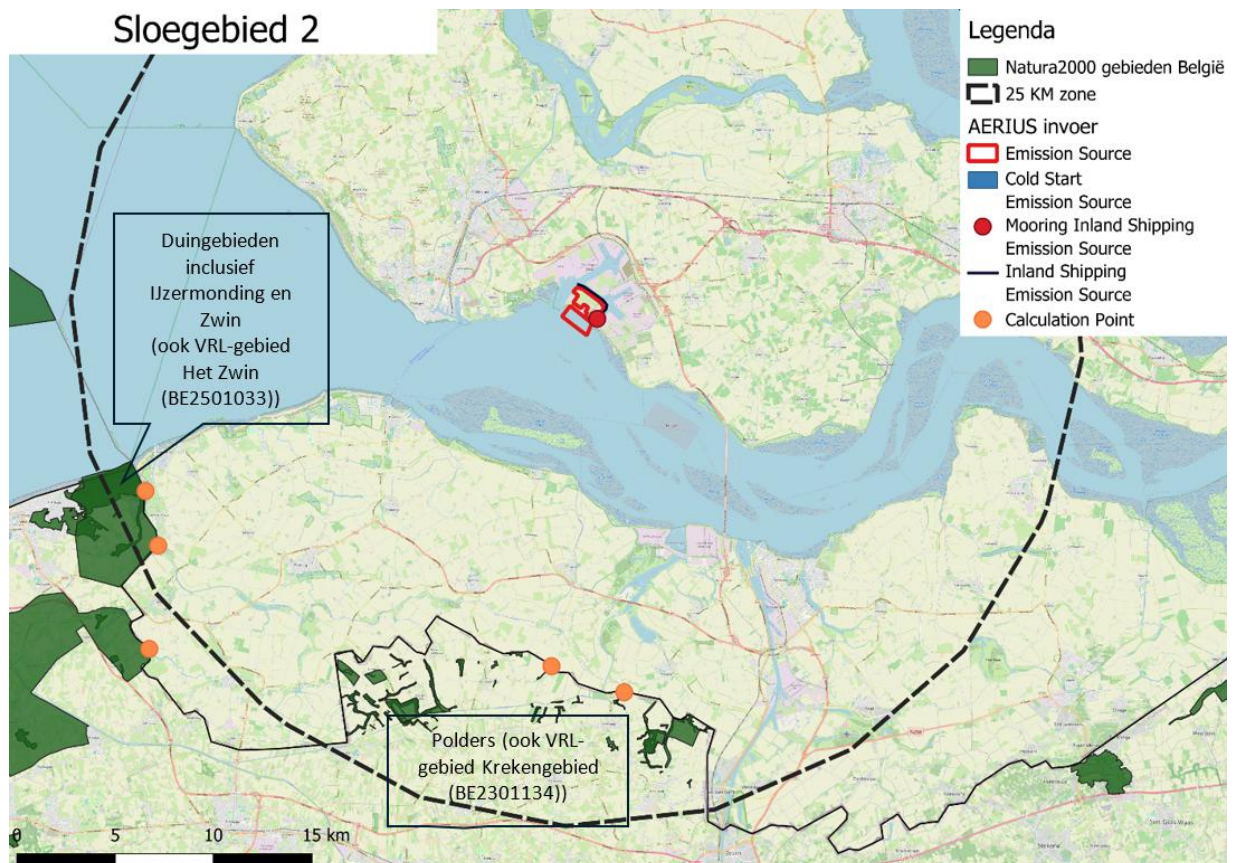 Sloegebied 2
Legenda
Natura2000 gebieden België
25 KM zone
AERIUS invoer
Emission Source
Cold Start
Emission Source
Mooring Inland Shipping
Emission Source
Inland Shipping
Emission Source
Calculation Point
Duingebieden
inclusief
IJzermonding en
Zwin
(ook VRL-gebied
Het Zwin
(BE2501033))
Polders (ook VRL-
gebied Krekengebied
(BE2301134))
0 5 10 15 km